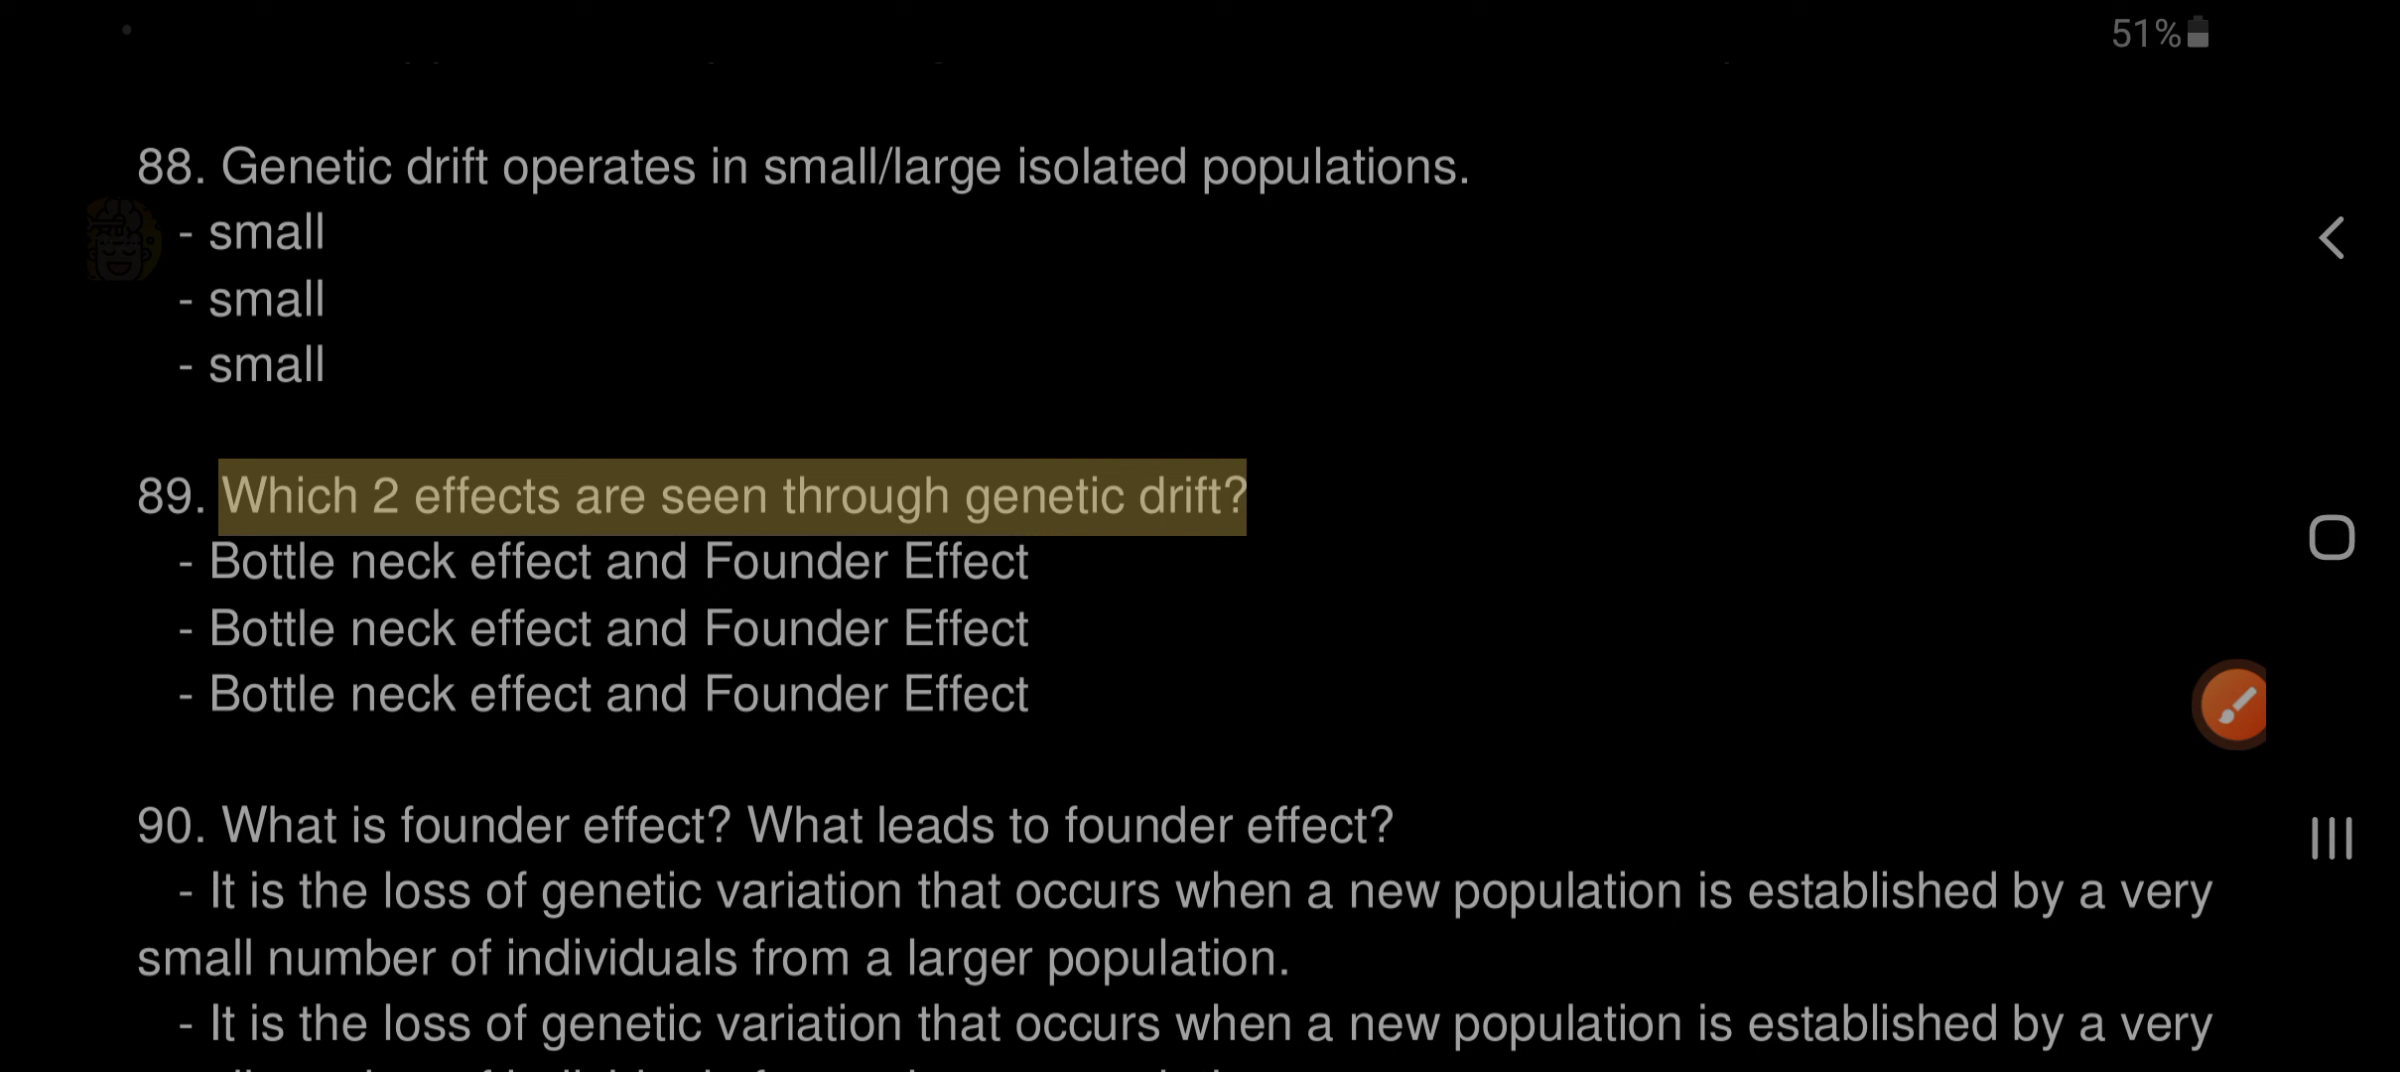 51%
88. Genetic drift operates in small/large isolated populations.
- small
- small
- small
89. Which 2 effects are seen through genetic drift?
- Bottle neck effect and Founder Effect
- Bottle neck effect and Founder Effect
- Bottle neck effect and Founder Effect
90. What is founder effect? What leads to founder effect?
- It is the loss of genetic variation that occurs when a new population is established by a very
small number of individuals from a larger population.
- It is the loss of genetic variation that occurs when a new population is established by a very